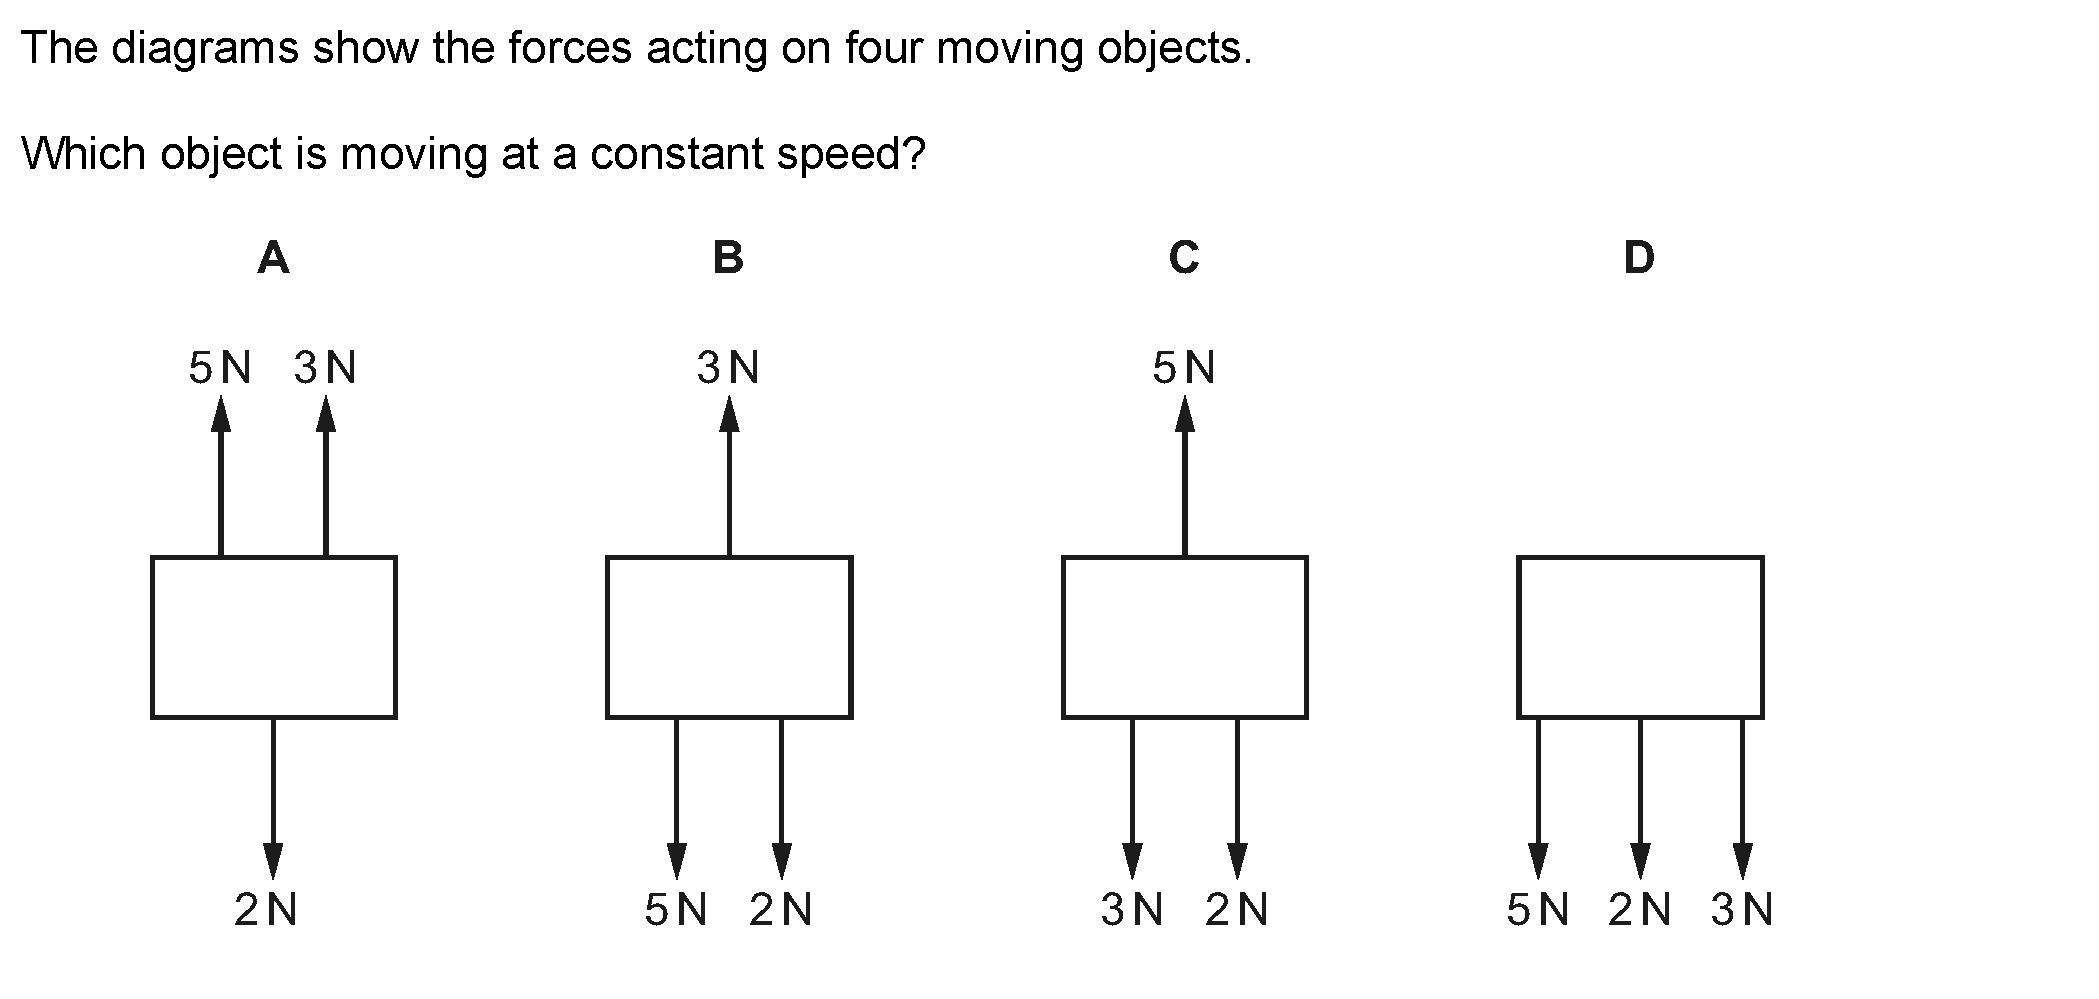 The diagrams show the forces acting on four moving objects.
Which object is moving at a constant speed?
A B C D
5 N 3 N 3 N 5 N
2 N 5 N 2 N 3 N 2 N 5 N 2 N 3 N